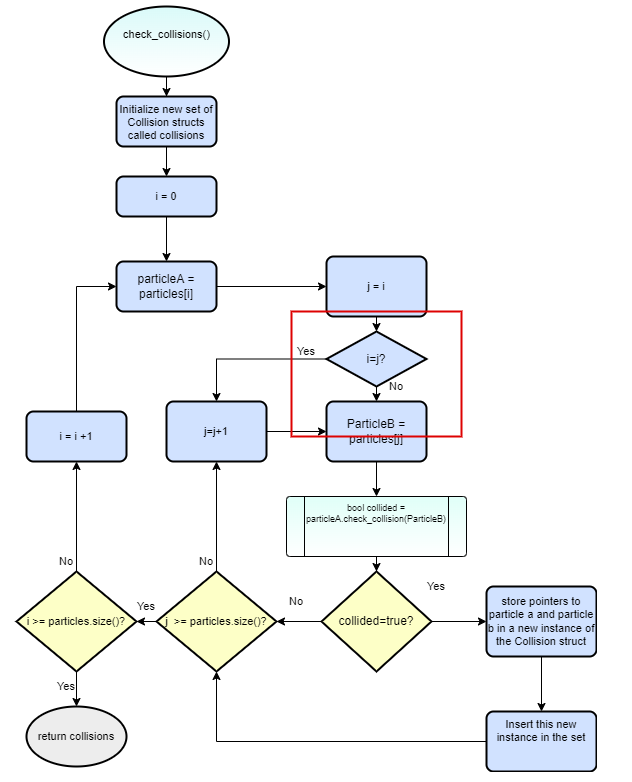 check_collisions()
Initialize new set of
Collision structs
called collisions
i = 0
particleA =
particles[i]
j = i
i=j?
Yes
No
i = i +1
j=j+1
ParticleB =
particles[j]
bool collided =
particleA.check_collision(ParticleB)
No
No
Yes
i >= particles.size()?
Yes
j >= particles.size()?
No
collided=true?
store pointers to
particle a and particle
b in a new instance of
the Collision struct
Yes
return collisions
Insert this new
instance in the set